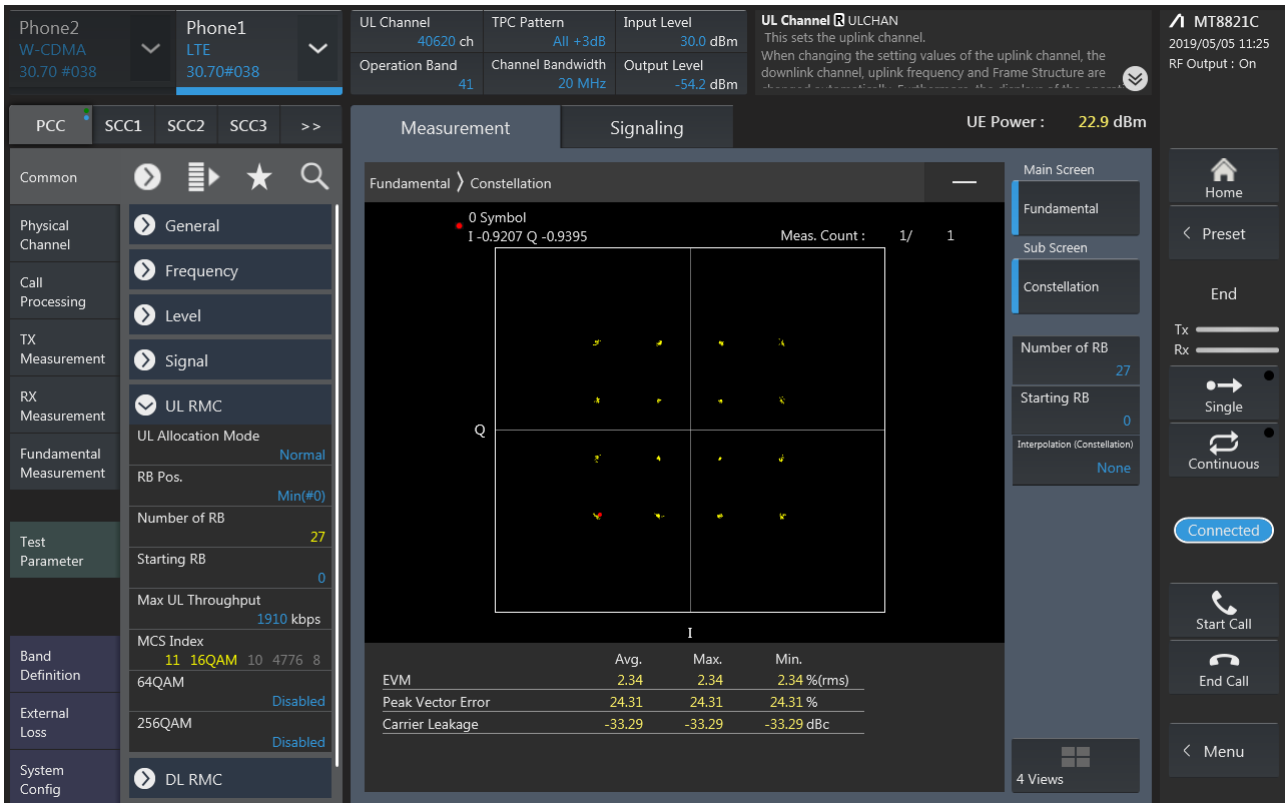 Phone2
W-CDMA
30.70 #038
Phone1
LTE
30.70#038
UL Channel
40620 ch
TPC Pattern
All +3dB
Input Level
30.0 dBm
Operation Band
41
Channel Bandwidth
20 MHz
Output Level
-54.2 dBm
UL Channel R ULCHAN
This sets the uplink channel.
When changing the setting values of the uplink channel, the
downlink channel, uplink frequency and Frame Structure are
MT8821C
2019/05/05 11:25
RF Output : On
PCC SCC1 SCC2 SCC3 >>
Measurement
Signaling
UE Power : 22.9 dBm
Common
Physical
Channel
Call
Processing
TX
Measurement
RX
Measurement
Fundamental
Measurement
Test
Parameter
Band
Definition
External
Loss
System
Config
General
Frequency
Level
Signal
UL RMC
UL Allocation Mode
Normal
RB Pos.
Min(#0)
Number of RB
27
Starting RB
0
Max UL Throughput
1910 kbps
MCS Index
11 16QAM 10 4776 8
64QAM
Disabled
256QAM
Disabled
DL RMC
Fundamental ❭ Constellation
0 Symbol
I -0.9207 Q -0.9395
Meas. Count : 1/ 1
Q
I
Avg. Max. Min.
EVM 2.34 2.34 2.34 %(rms)
Peak Vector Error 24.31 24.31 24.31 %
Carrier Leakage -33.29 -33.29 -33.29 dBc
Main Screen
Fundamental
Sub Screen
Constellation
Number of RB
27
Starting RB
0
Interpolation (Constellation)
None
4 Views
Home
< Preset
End
Tx
Rx
Single
Continuous
Connected
Start Call
End Call
< Menu